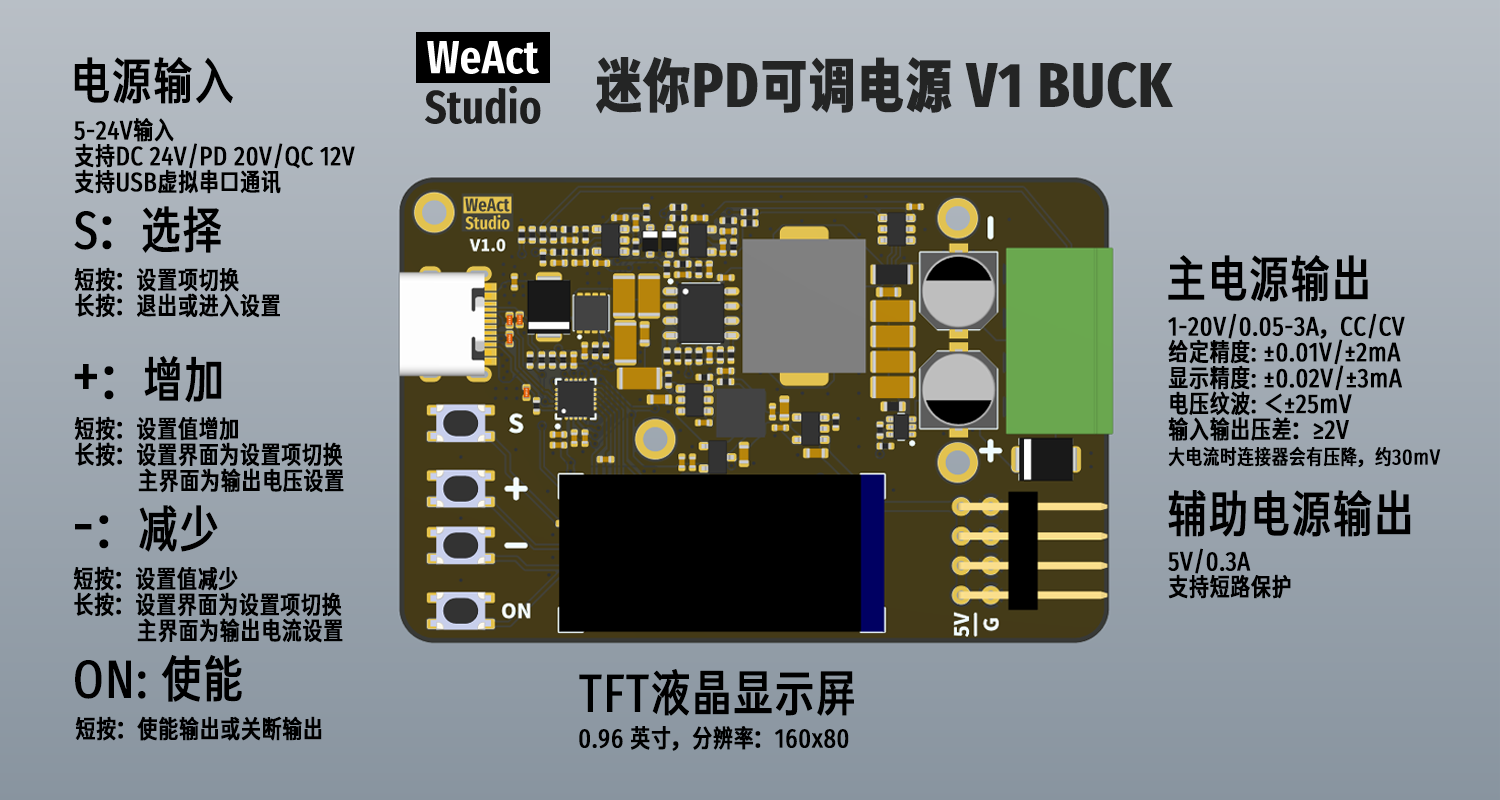 WeAct
Studio
迷你PD可调电源 V1 BUCK
电源输入
5-24V输入
支持DC 24V/PD 20V/QC 12V
支持USB虚拟串口通讯
S：选择
短按：设置项切换
长按：退出或进入设置
+：增加
短按：设置值增加
长按：设置界面为设置项切换
主界面为输出电压设置
-：减少
短按：设置值减少
长按：设置界面为设置项切换
主界面为输出电流设置
ON: 使能
短按：使能输出或关断输出
WeAct
Studio
V1.0
S
+
-
ON
-
+
5V
G
TFT液晶显示屏
0.96 英寸，分辨率：160x80
主电源输出
1-20V/0.05-3A，CC/CV
给定精度: ±0.01V/±2mA
显示精度: ±0.02V/±3mA
电压纹波: ＜±25mV
输入输出压差：≥2V
大电流时连接器会有压降，约30mV
辅助电源输出
5V/0.3A
支持短路保护